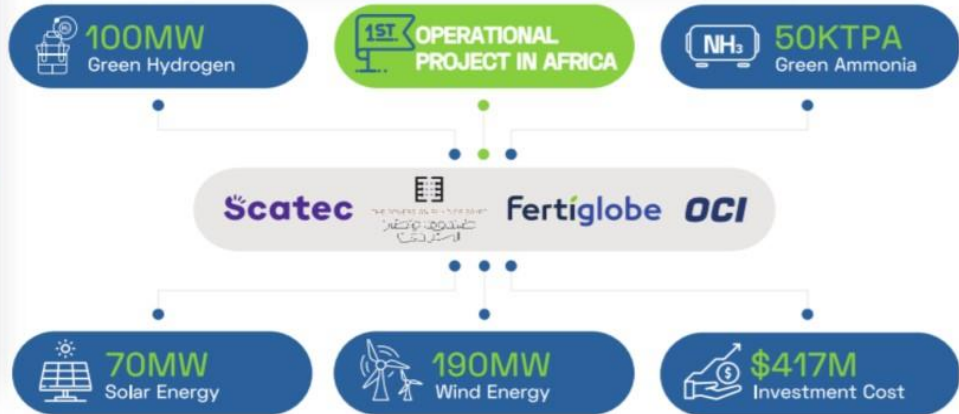 100MW
Green Hydrogen
1ST
OPERATIONAL
PROJECT IN AFRICA
NH₃
50KTPA
Green Ammonia
Scatec
Fertiglobe
OCI
70MW
Solar Energy
190MW
Wind Energy
$
$417M
Investment Cost